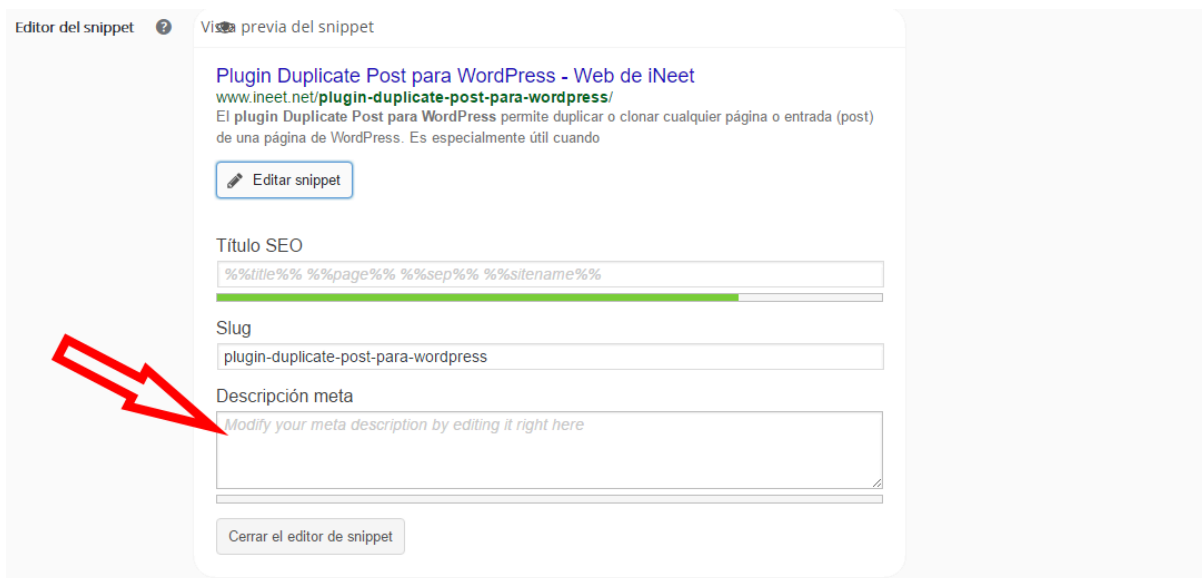 Editor del snippet
Vista previa del snippet
Plugin Duplicate Post para WordPress - Web de iNeet
www.ineet.net/plugin-duplicate-post-para-wordpress/
El plugin Duplicate Post para WordPress permite duplicar o clonar cualquier página o entrada (post)
de una página de WordPress. Es especialmente útil cuando
Editar snippet
Título SEO
%%title%% %%page%% %%sep%% %%sitename%%
Slug
plugin-duplicate-post-para-wordpress
Descripción meta
Modify your meta description by editing it right here
Cerrar el editor de snippet